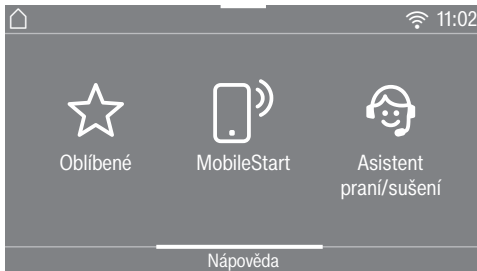 11:02
Oblíbené
MobileStart
Asistent
praní/sušení
Nápověda